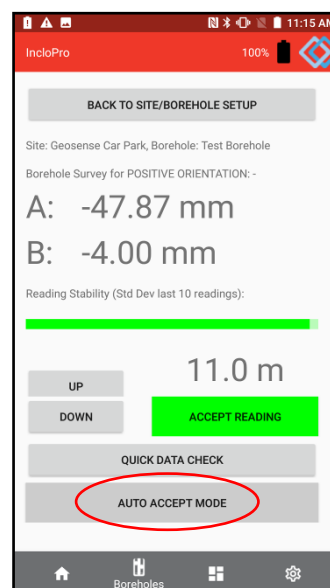 11:15 AM
IncloPro
100%
BACK TO SITE/BOREHOLE SETUP
Site: Geosense Car Park, Borehole: Test Borehole
Borehole Survey for POSITIVE ORIENTATION: -
A: -47.87 mm
B: -4.00 mm
Reading Stability (Std Dev last 10 readings):
11.0 m
UP
DOWN
ACCEPT READING
QUICK DATA CHECK
AUTO ACCEPT MODE
Boreholes